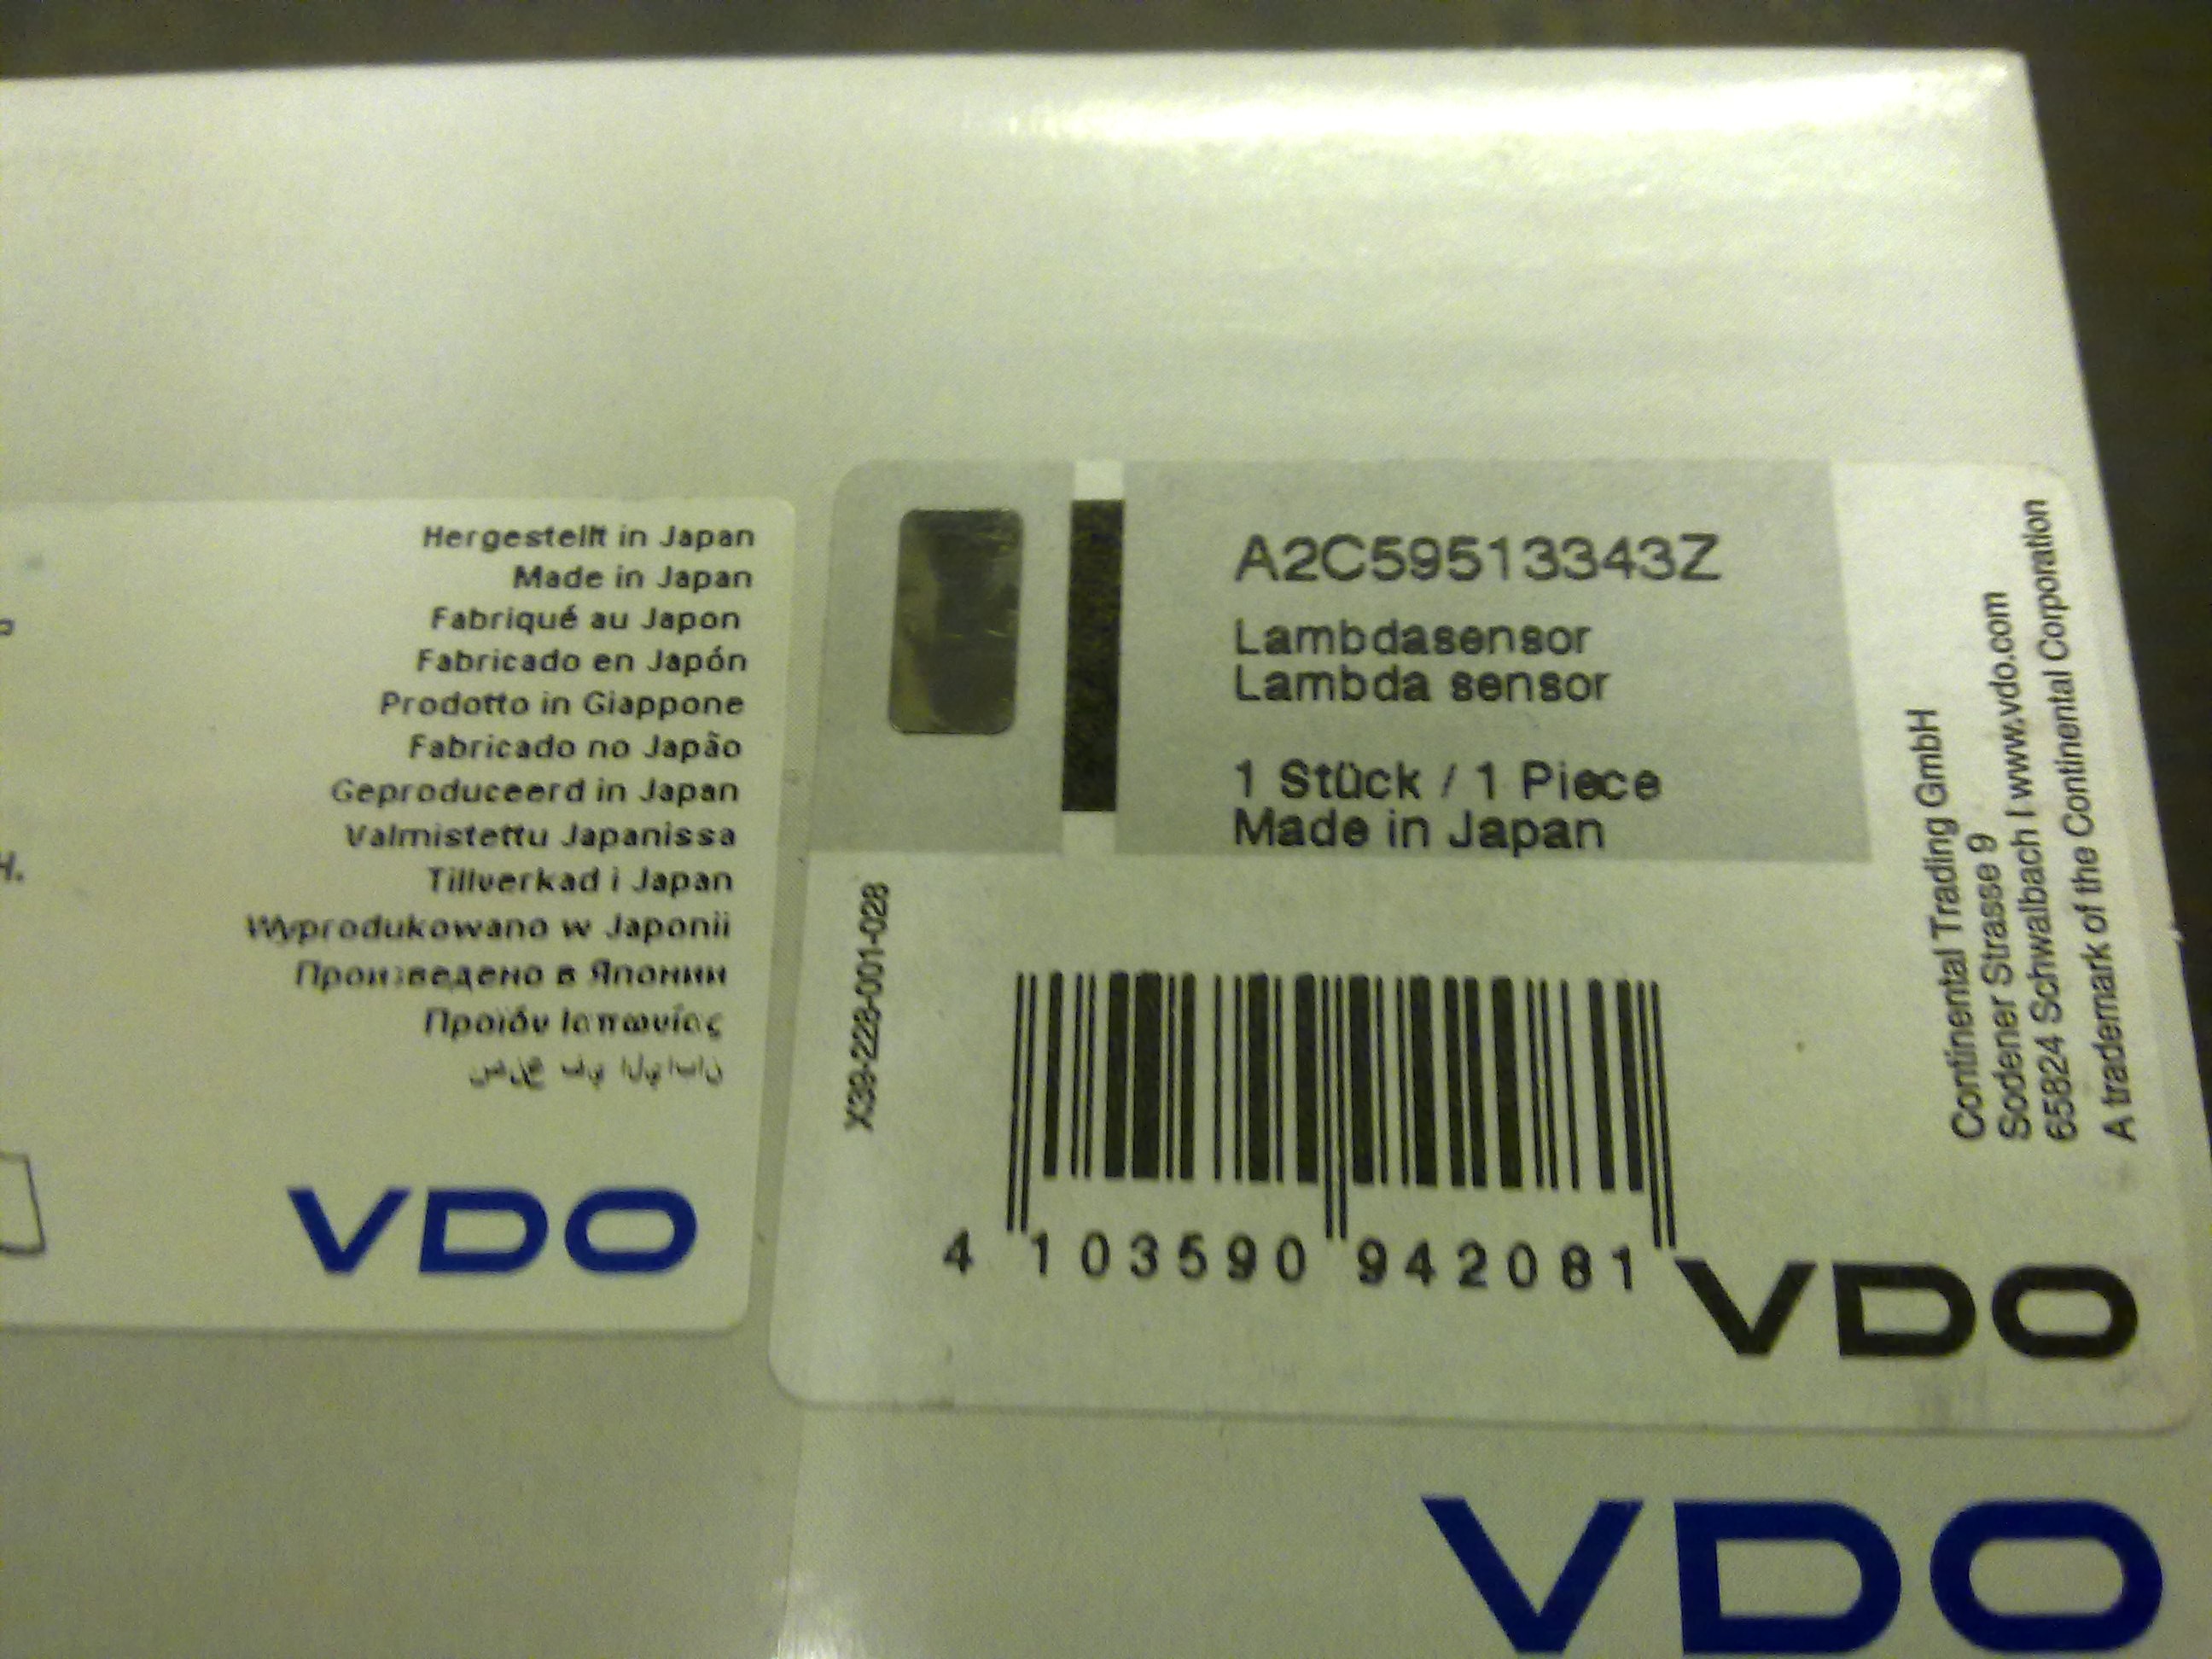 Hergestellt in Japan
Made in Japan
Fabriqué au Japon
Fabricado en Japón
Prodotto in Giappone
Fabricado no Japão
Geproduceerd in Japan
Valmistettu Japanissa
Tillverkad i Japan
Wyprodukowano w Japonii
Произведено в Японии
Προϊόν Ιαπωνίας
VDO
A2C59513343Z
Lambdasensor
Lambda sensor
1 Stück / 1 Piece
Made in Japan
X39-228-001-028
4 103590 942081
Continental Trading GmbH
Sodener Strasse 9
65824 Schwalbach I www.vdo.com
A trademark of the Continental Corporation
VDO
VDO